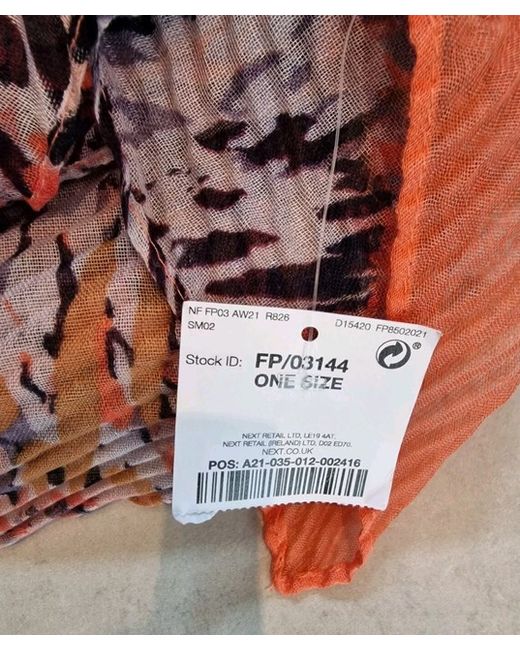 NF FP03 AW21 R826 D15420 FP8502021
SM02
Stock ID: FP/03144
ONE SIZE
NEXT RETAIL LTD, LE19 4AT.
NEXT RETAIL (IRELAND) LTD, D02 ED70.
NEXT.CO.UK
POS: A21-035-012-002416